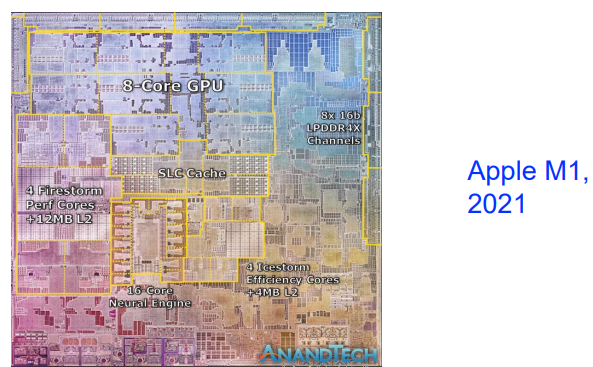 8-Core GPU
8x 16b
LPDDR4X
Channels
SLC Cache
4 Firestorm
Perf Cores
+12MB L2
4 Icestorm
Efficiency Cores
+4MB L2
16-Core
Neural Engine
ANANDTECH
Apple M1,
2021